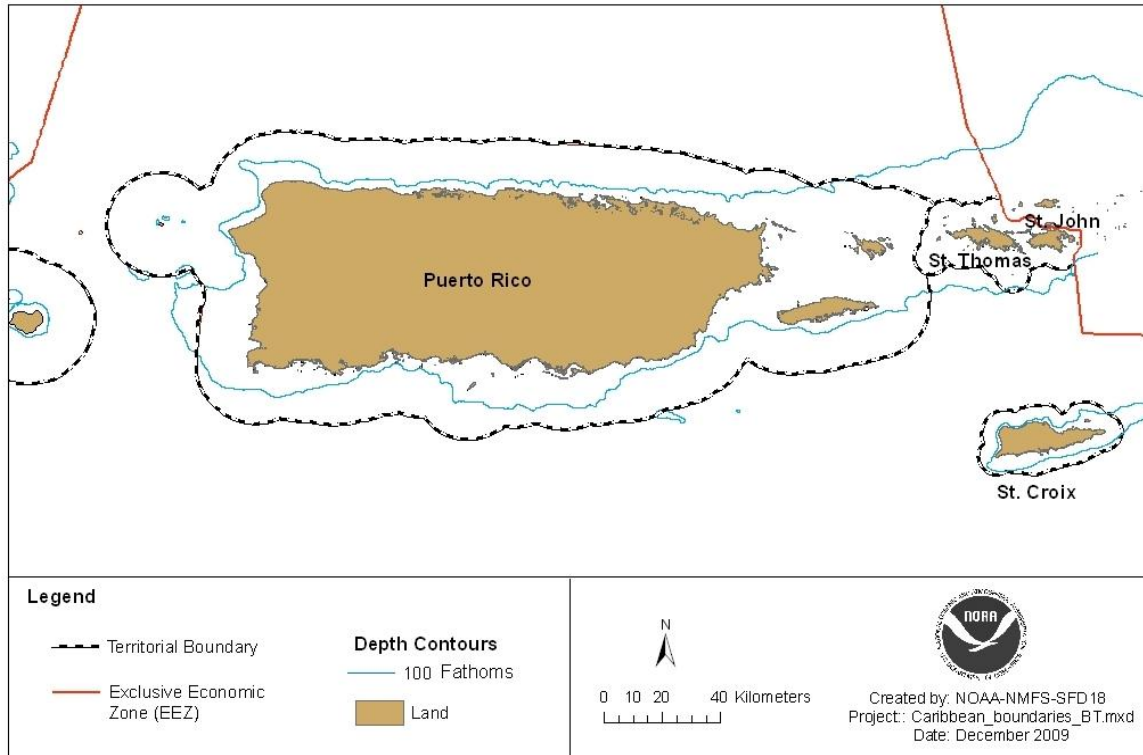 St. John
St. Thomas
Puerto Rico
St. Croix
Legend
Territorial Boundary
Exclusive Economic
Zone (EEZ)
Depth Contours
100 Fathoms
Land
N
0 10 20 40 Kilometers
NOAA
Created by: NOAA-NMFS-SFD18
Project:: Caribbean_boundaries_BT.mxd
Date: December 2009